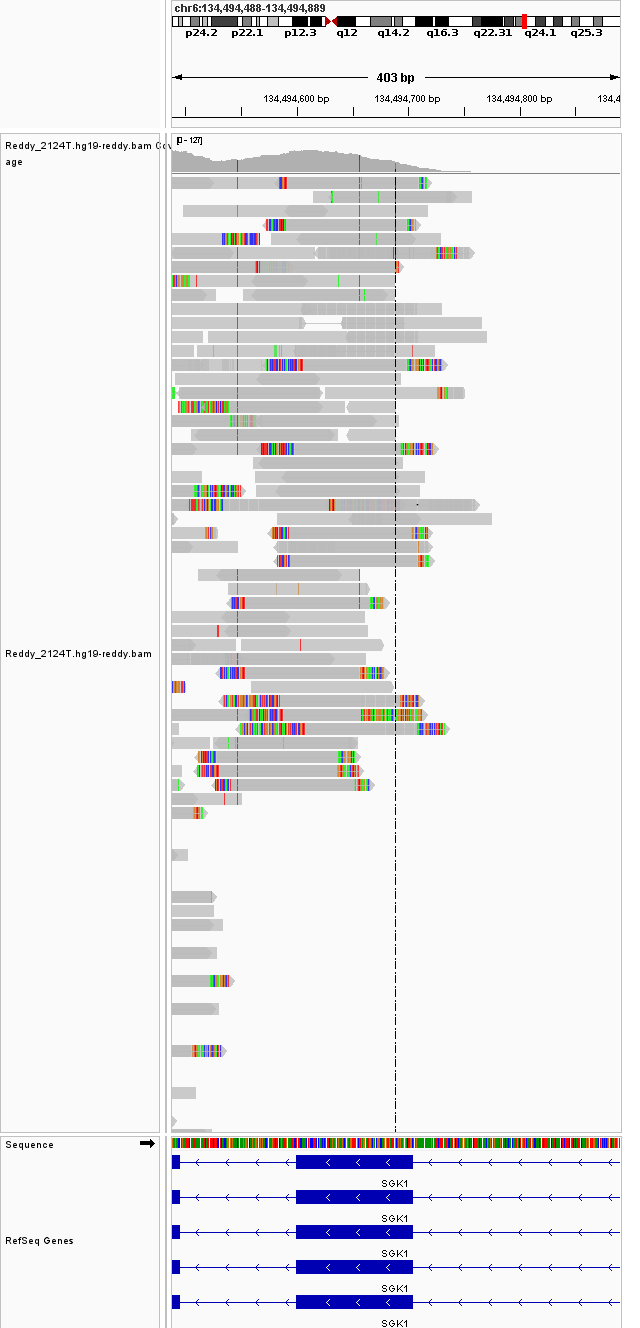 chr6:134,494,488-134,494,889
p24.2 p22.1 p12.3 q12 q14.2 q16.3 q22.31 q24.1 q25.3
403 bp
134,494,600 bp 134,494,700 bp 134,494,800 bp 134,4
[0 - 127]
Reddy_2124T.hg19-reddy.bam Cov
age
Reddy_2124T.hg19-reddy.bam
Sequence
SGK1
SGK1
RefSeq Genes
SGK1
SGK1
SGK1